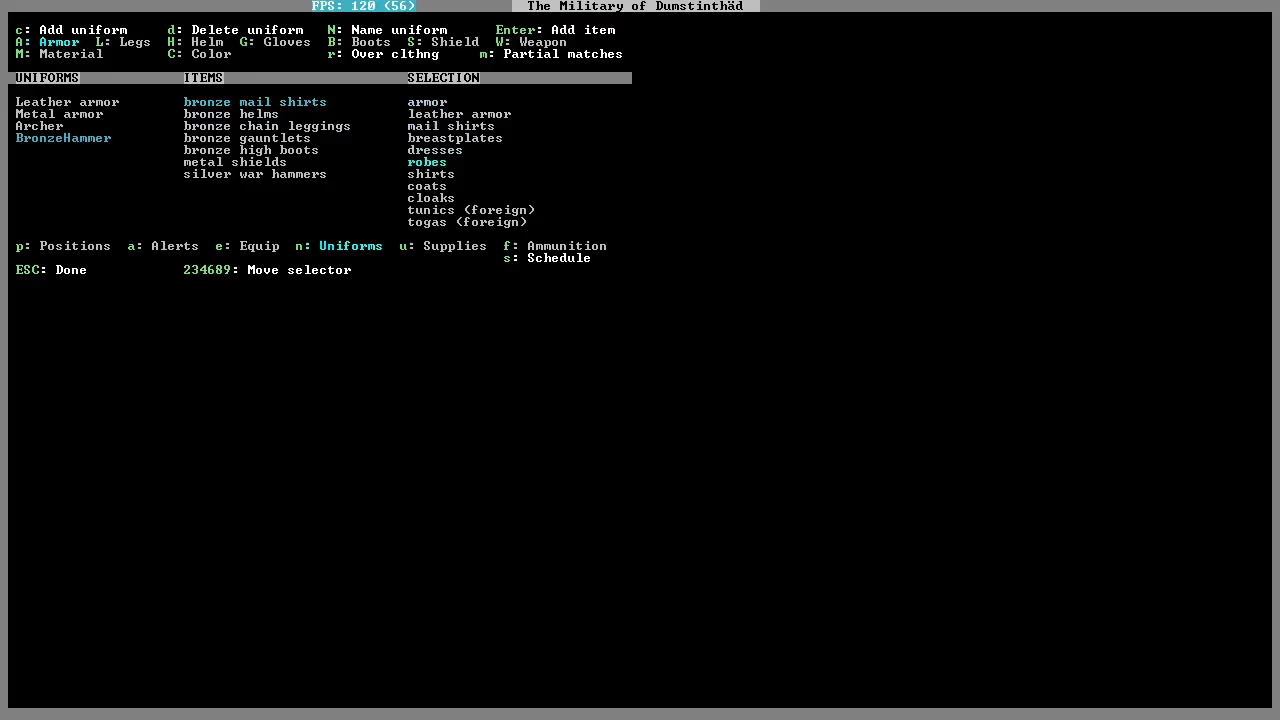 FPS: 120 (56) The Military of Dumstinthäd
c: Add uniform d: Delete uniform N: Name uniform Enter: Add item
A: Armor L: Legs H: Helm G: Gloves B: Boots S: Shield W: Weapon
M: Material C: Color r: Over clthng m: Partial matches
UNIFORMS ITEMS SELECTION
Leather armor bronze mail shirts armor
Metal armor bronze helms leather armor
Archer bronze chain leggings mail shirts
BronzeHammer bronze gauntlets breastplates
bronze high boots dresses
metal shields robes
silver war hammers shirts
coats
cloaks
tunics (foreign)
togas (foreign)
p: Positions a: Alerts e: Equip n: Uniforms u: Supplies f: Ammunition
s: Schedule
ESC: Done 234689: Move selector